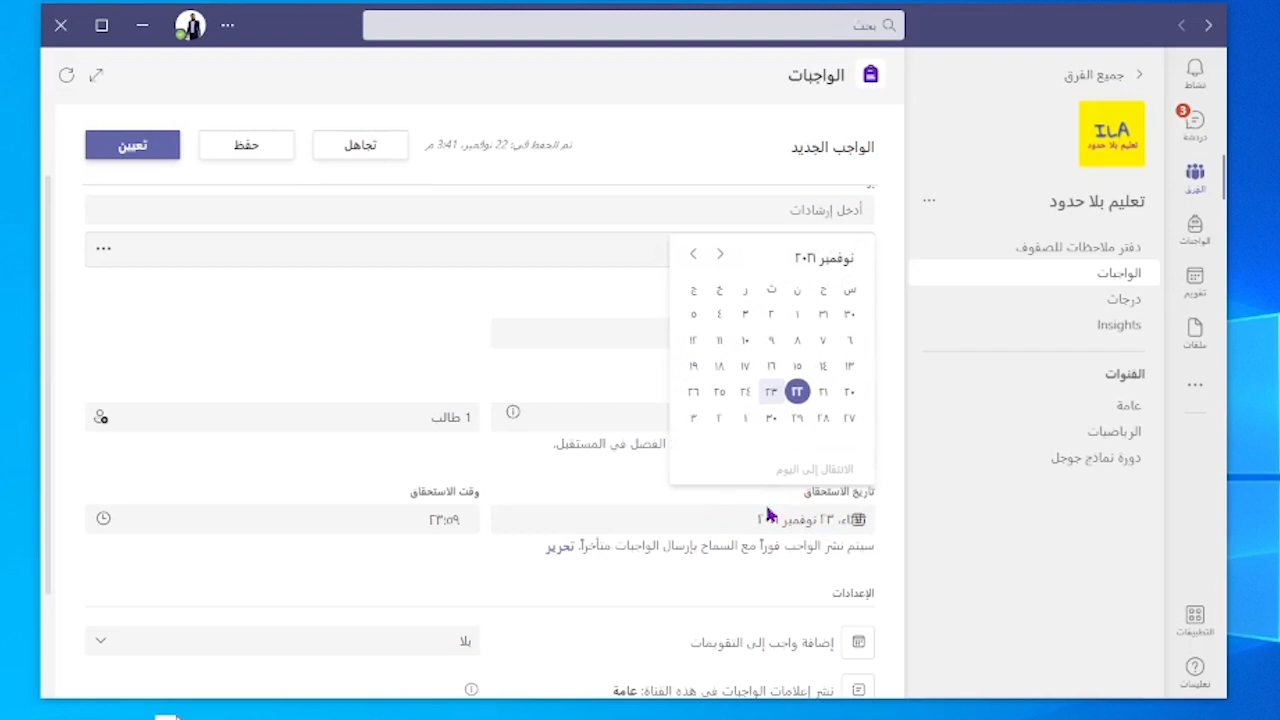 بحث
نشاط
دردشة
3
الفرق
الواجبات
تقويم
ملفات
التطبيقات
تعليمات
جميع الفرق
ILA
تعليم بلا حدود
تعليم بلا حدود
دفتر ملاحظات للصفوف
الواجبات
درجات
Insights
القنوات
عامة
الرياضيات
دورة نماذج جوجل
الواجبات
الواجب الجديد
تم الحفظ في: 22 نوفمبر، 3:41 م
تجاهل
حفظ
تعيين
أدخل إرشادات
نوفمبر ٢٠٢١
س ح ن ث ر خ ج
٣٠ ٣١ ١ ٢ ٣ ٤ ٥
٦ ٧ ٨ ٩ ١٠ ١١ ١٢
١٣ ١٤ ١٥ ١٦ ١٧ ١٨ ١٩
٢٠ ٢١ ٢٢ ٢٣ ٢٤ ٢٥ ٢٦
٢٧ ٢٨ ٢٩ ٣٠ ١ ٢ ٣
الانتقال إلى اليوم
1 طالب
الفصل في المستقبل.
تاريخ الاستحقاق
وقت الاستحقاق
٢٣ نوفمبر
٢٣:٥٩
سيتم نشر الواجب فوراً مع السماح بإرسال الواجبات متأخراً. تحرير
الإعدادات
إضافة واجب إلى التقويمات
بلا
نشر إعلامات الواجبات في هذه القناة: عامة